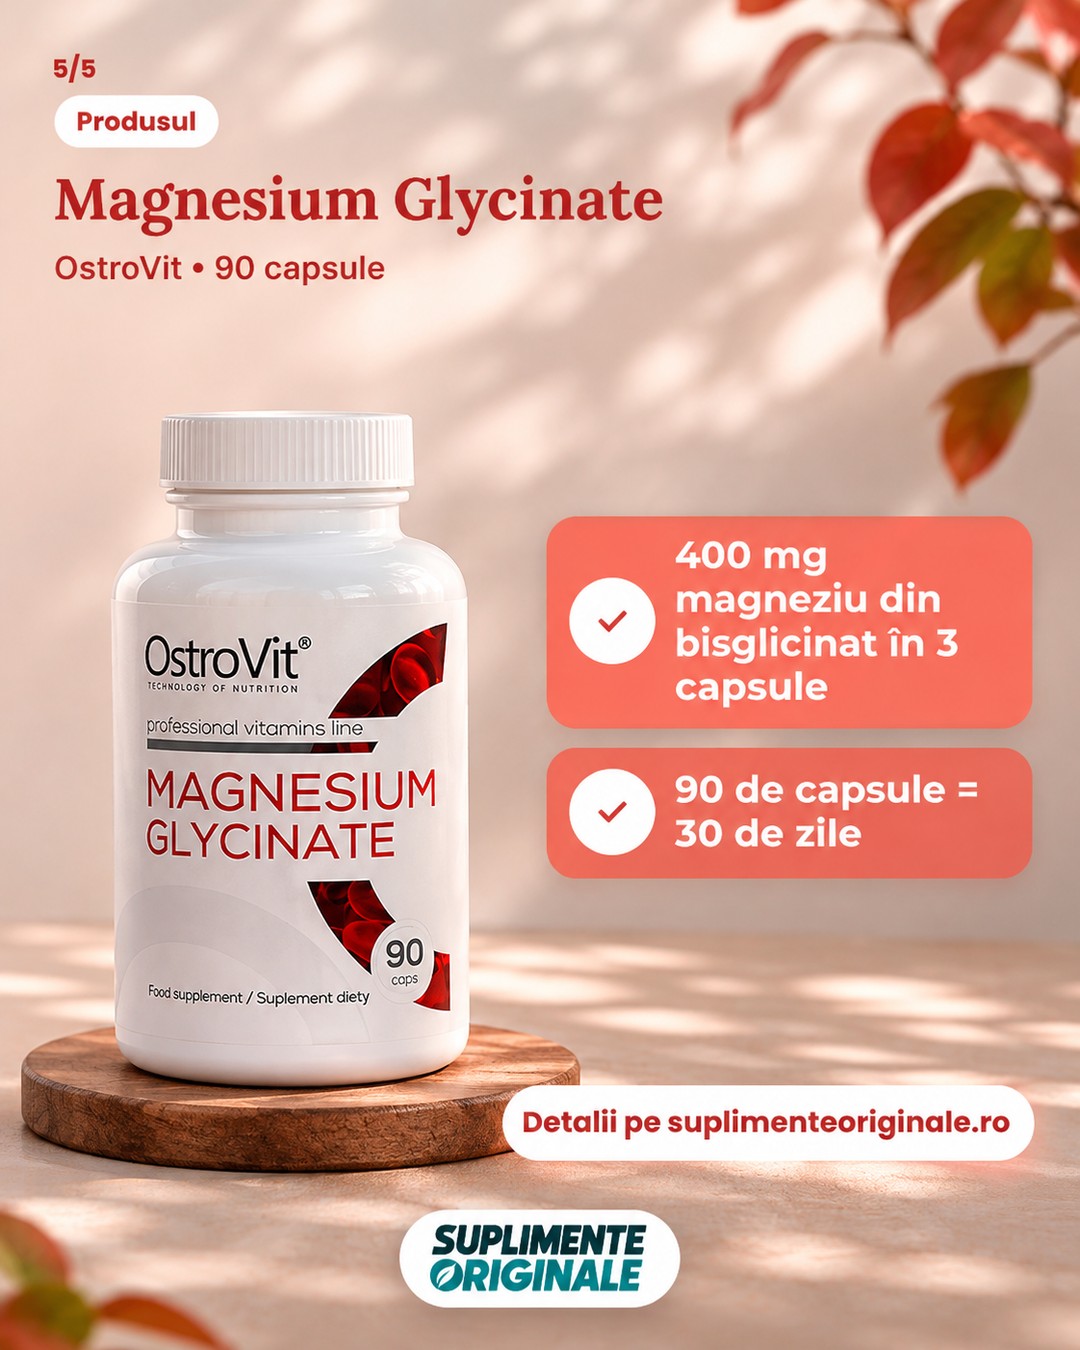 5/5
Produsul
Magnesium Glycinate
OstroVit • 90 capsule
OstroVit®
TECHNOLOGY OF NUTRITION
professional vitamins line
MAGNESIUM
GLYCINATE
90
caps
Food supplement / Suplement diety
400 mg
magneziu din
bisglicinat în 3
capsule
90 de capsule =
30 de zile
Detalii pe suplimenteoriginale.ro
SUPLIMENTE
ORIGINALE